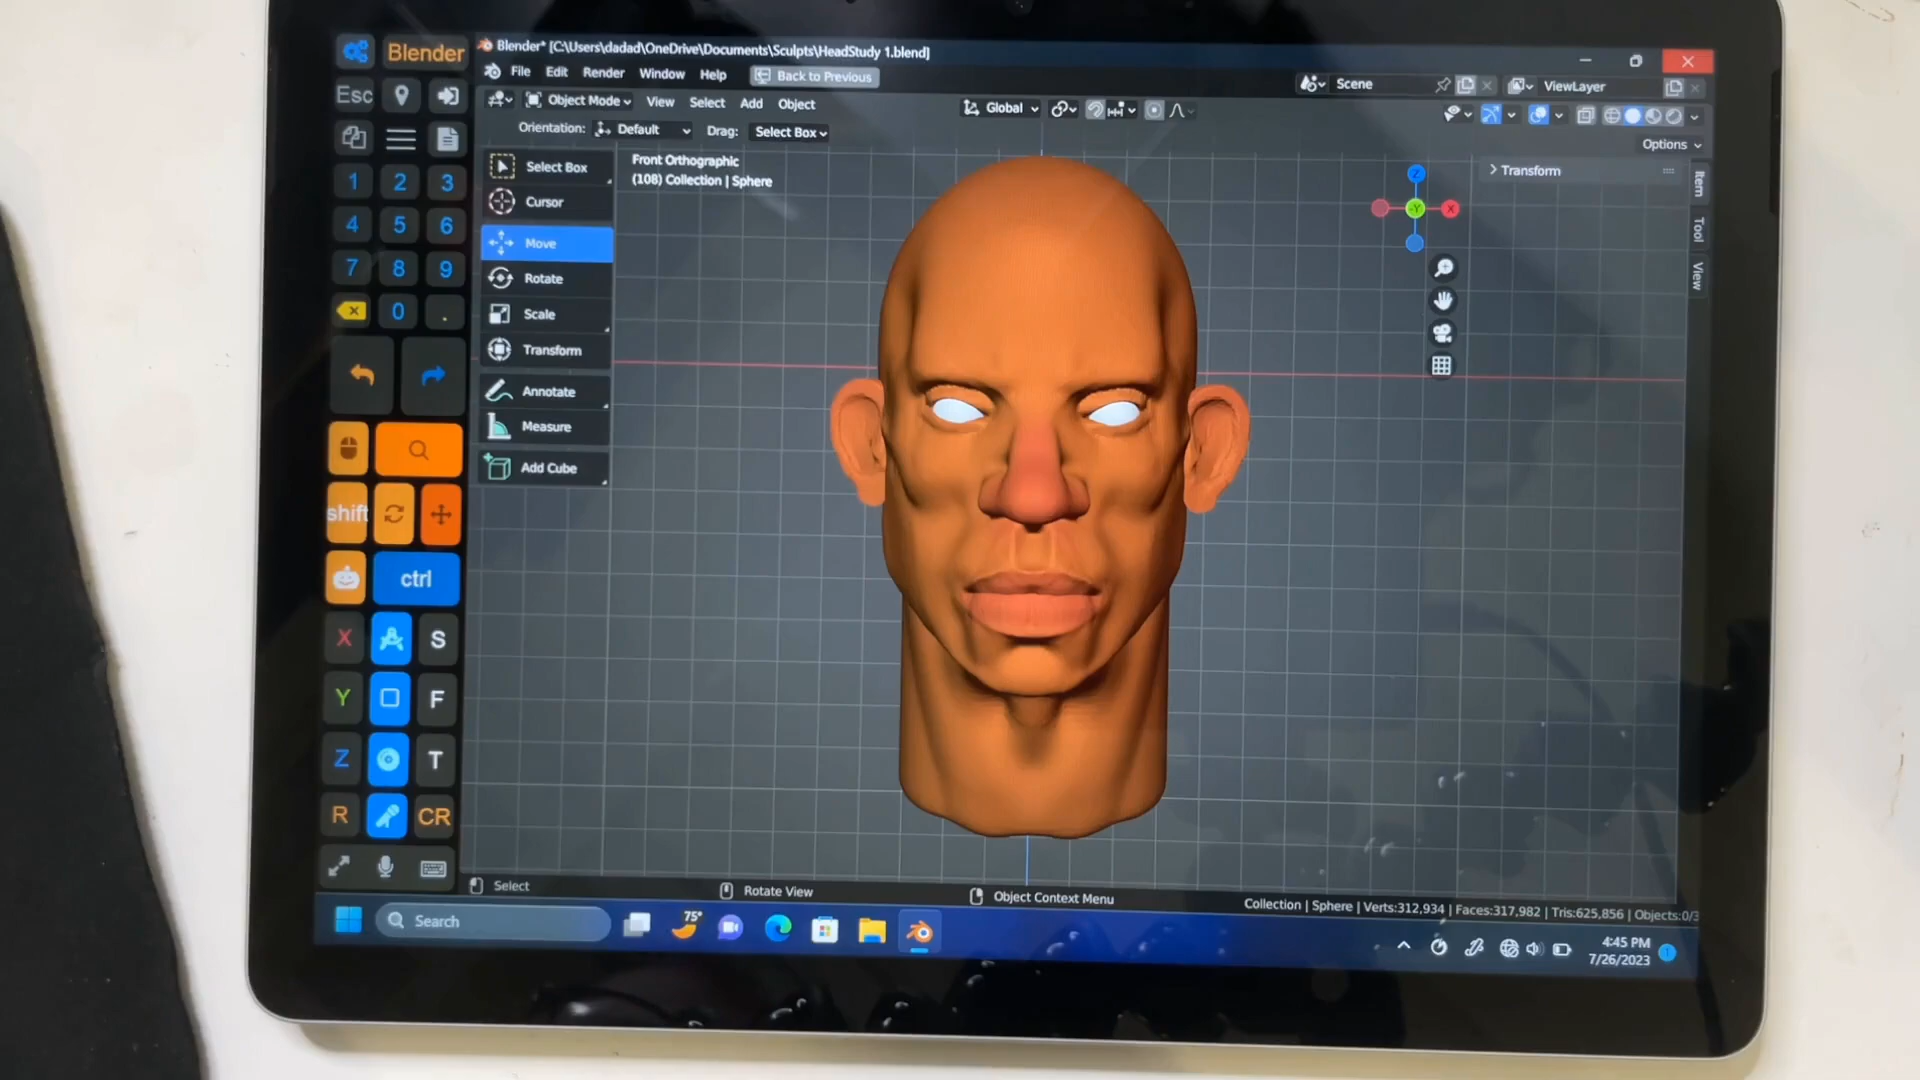 Blender
Blender* [C:\Users\dadad\OneDrive\Documents\Sculpts\HeadStudy 1.blend]
File Edit Render Window Help Back to Previous
Scene ViewLayer
Esc
Object Mode View Select Add Object Global
Orientation: Default Drag: Select Box
Options
Front Orthographic
(108) Collection | Sphere
Transform
Item
Tool
View
Z
-Y X
Select Box
Cursor
Move
Rotate
Scale
Transform
Annotate
Measure
Add Cube
1 2 3
4 5 6
7 8 9
0 .
shift
ctrl
X S
Y F
Z T
R CR
Select Rotate View Object Context Menu
Collection | Sphere | Verts:312,934 | Faces:317,982 | Tris:625,856 | Objects:0/3
Search
75°
4:45 PM
7/26/2023
1